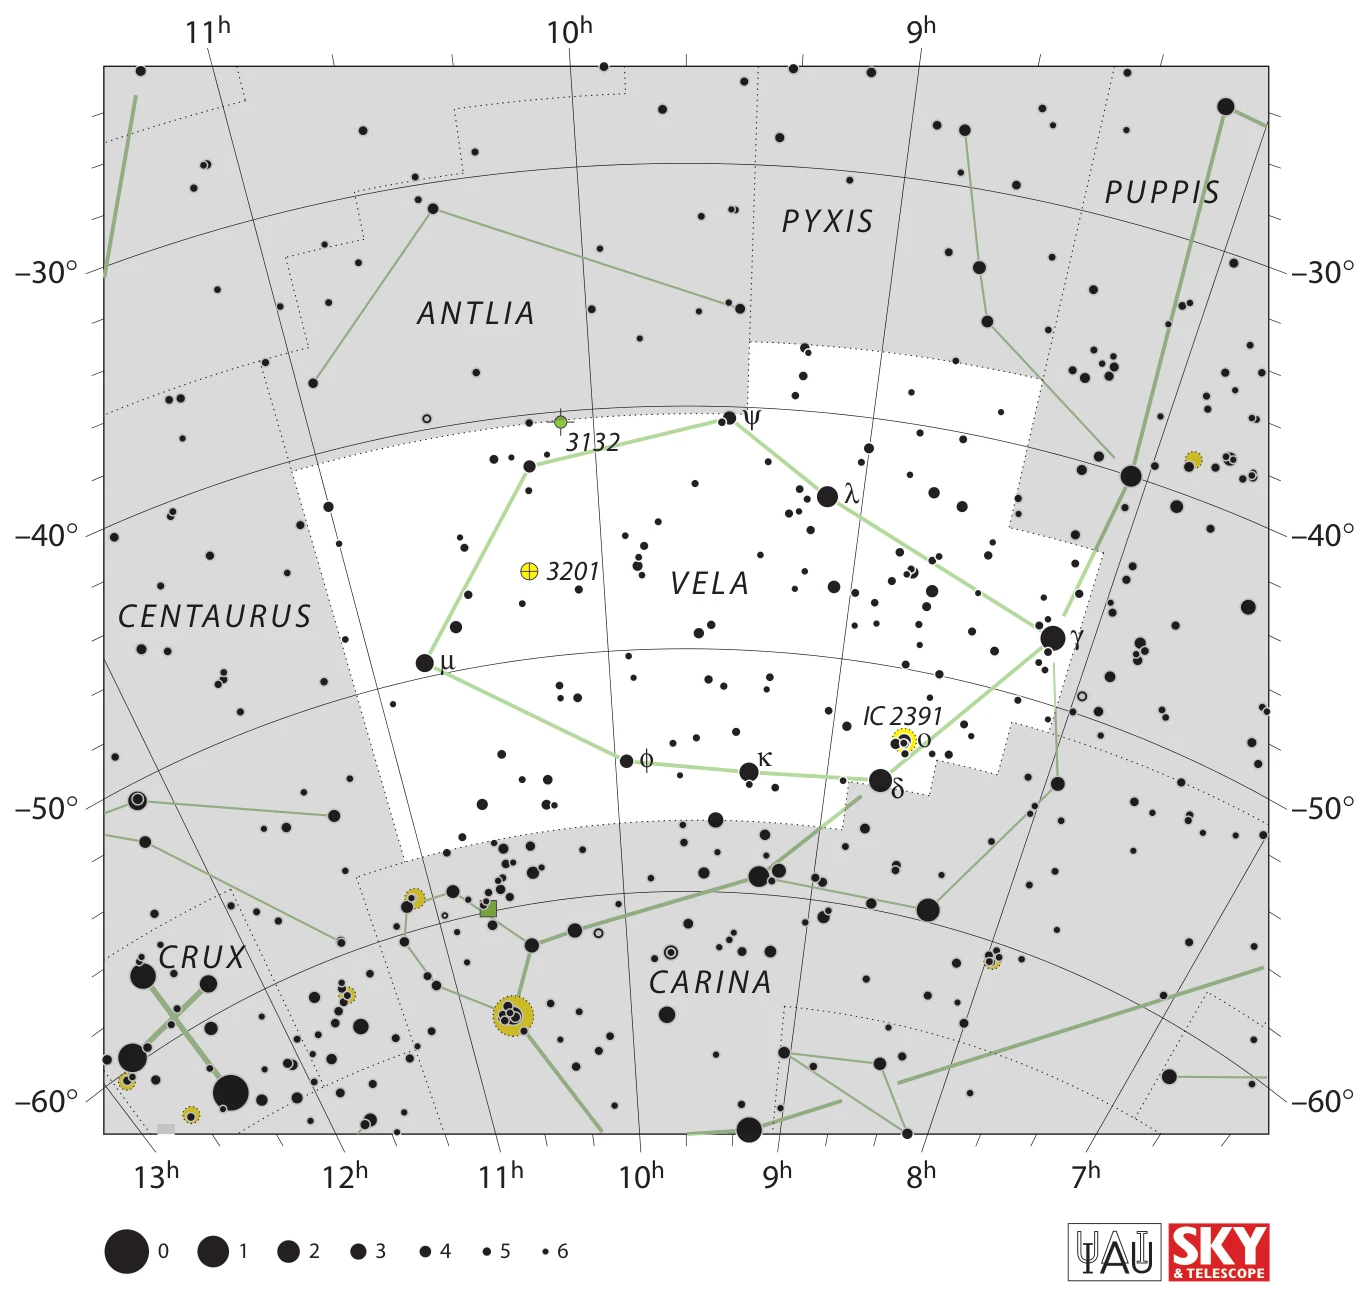 11h 10h 9h
PUPPIS
PYXIS
–30° –30°
ANTLIA
ψ
3132
λ
–40° –40°
3201
VELA
CENTAURUS
γ
μ
IC 2391
ο
φ κ
δ
–50° –50°
CRUX
CARINA
–60° –60°
13h 12h 11h 10h 9h 8h 7h
0 1 2 3 4 5 6
IAU
SKY
& TELESCOPE